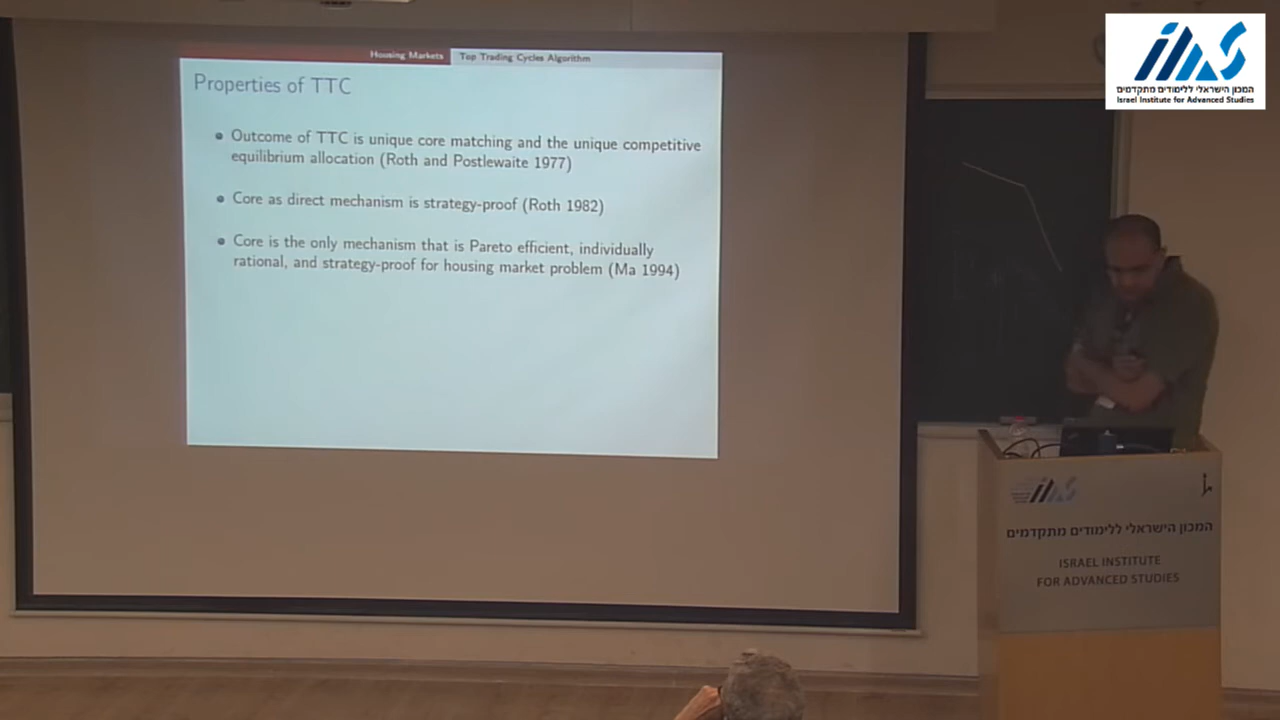 Housing Markets
Top Trading Cycles Algorithm
Properties of TTC
Outcome of TTC is unique core matching and the unique competitive
equilibrium allocation (Roth and Postlewaite 1977)
Core as direct mechanism is strategy-proof (Roth 1982)
Core is the only mechanism that is Pareto efficient, individually
rational, and strategy-proof for housing market problem (Ma 1994)
המכון הישראלי ללימודים מתקדמים
Israel Institute for Advanced Studies
המכון הישראלי ללימודים מתקדמים
ISRAEL INSTITUTE
FOR ADVANCED STUDIES